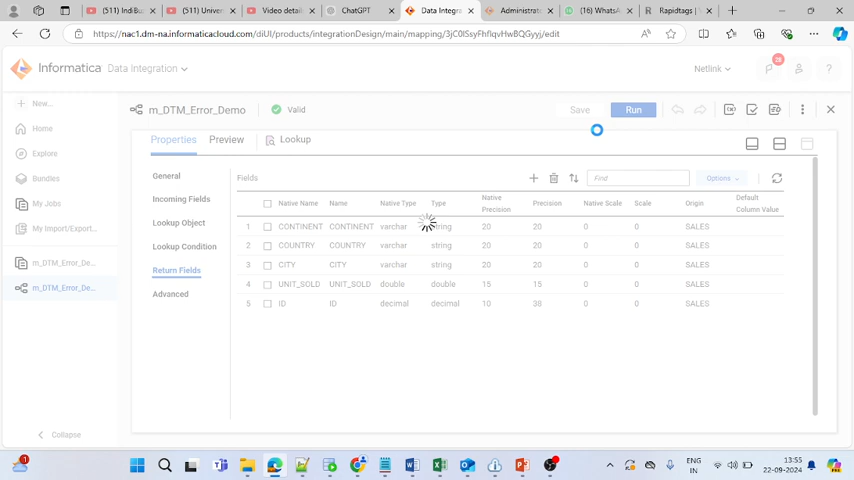 (511) IndiBu
(511) Univer
Video detail
ChatGPT
Data Integra
Administrato
(16) WhatsA
Rapidtags |
https://nac1.dm-na.informaticacloud.com/diUI/products/integrationDesign/main/mapping/3jC0lSsyFhfIqvHwBQGyyj/edit
Informatica Data Integration
Netlink
28
?
New...
m_DTM_Error_Demo
Valid
Save
Run
Home
Explore
Bundles
My Jobs
My Import/Export...
m_DTM_Error_De...
m_DTM_Error_De...
Collapse
Properties
Preview
Lookup
General
Incoming Fields
Lookup Object
Lookup Condition
Return Fields
Advanced
Fields
Find
Options
Native Name Name Native Type Type Native Precision Precision Native Scale Scale Origin Default Column Value
1 CONTINENT CONTINENT varchar string 20 20 0 0 SALES
2 COUNTRY COUNTRY varchar string 20 20 0 0 SALES
3 CITY CITY varchar string 20 20 0 0 SALES
4 UNIT_SOLD UNIT_SOLD double double 15 15 0 0 SALES
5 ID ID decimal decimal 10 38 0 0 SALES
1
ENG
IN
13:55
22-09-2024